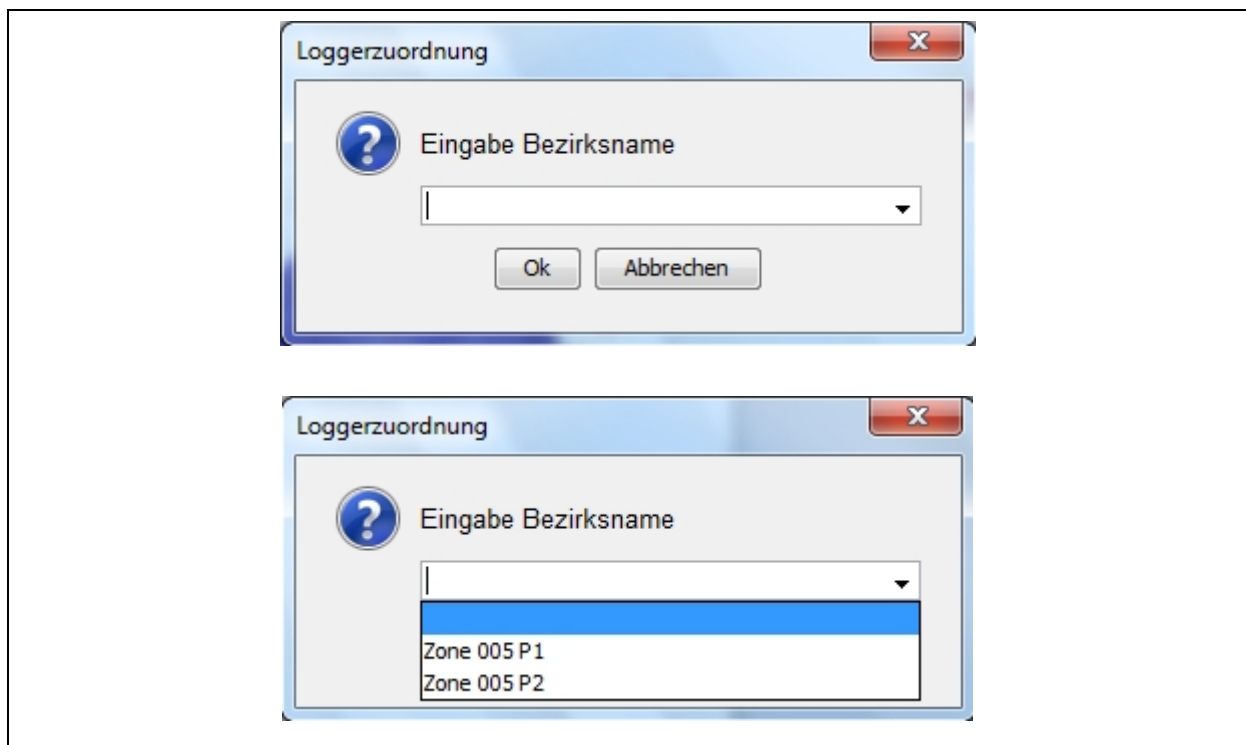 Loggerzuordnung
Eingabe Bezirksname
Ok Abbrechen
Loggerzuordnung
Eingabe Bezirksname
Zone 005 P1
Zone 005 P2